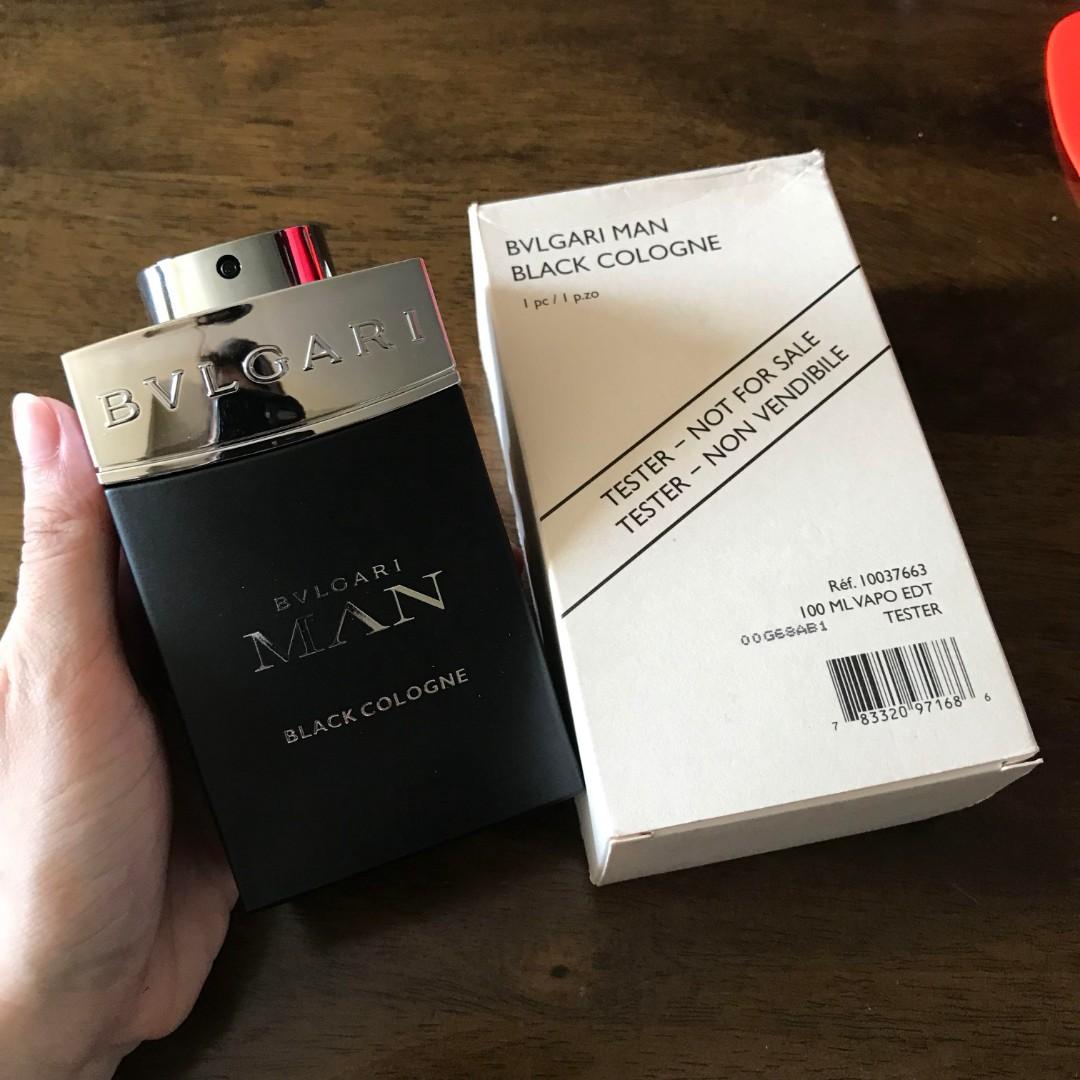 BVLGARI
BVLGARI
MAN
BLACK COLOGNE
BVLGARI MAN
BLACK COLOGNE
1 pc / 1 p.zo
TESTER – NOT FOR SALE
TESTER – NON VENDIBILE
Réf. 10037663
100 ML VAPO EDT
TESTER
00G68AB1
7 83320 97168 6